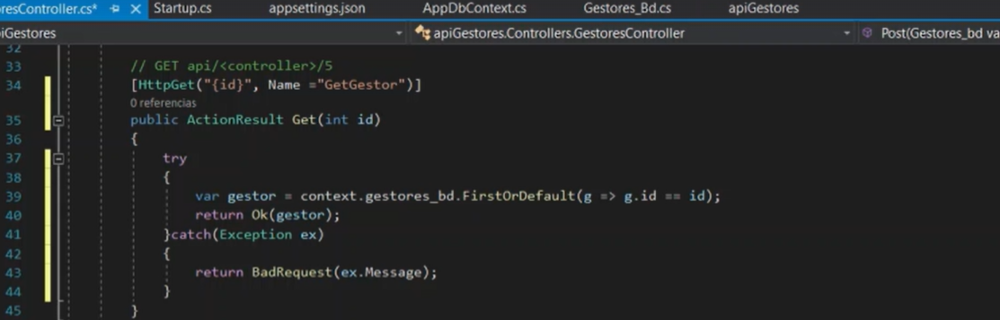 oresController.cs* Startup.cs appsettings.json AppDbContext.cs Gestores_Bd.cs apiGestores
iGestores apiGestores.Controllers.GestoresController Post(Gestores_bd va
32
33 // GET api/<controller>/5
34 [HttpGet("{id}", Name ="GetGestor")]
0 referencias
35 public ActionResult Get(int id)
36 {
37 try
38 {
39 var gestor = context.gestores_bd.FirstOrDefault(g => g.id == id);
40 return Ok(gestor);
41 }catch(Exception ex)
42 {
43 return BadRequest(ex.Message);
44 }
45 }